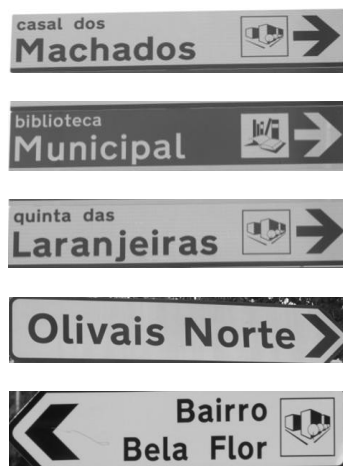 casal dos
Machados
biblioteca
Municipal
quinta das
Laranjeiras
Olivais Norte
Bairro
Bela Flor